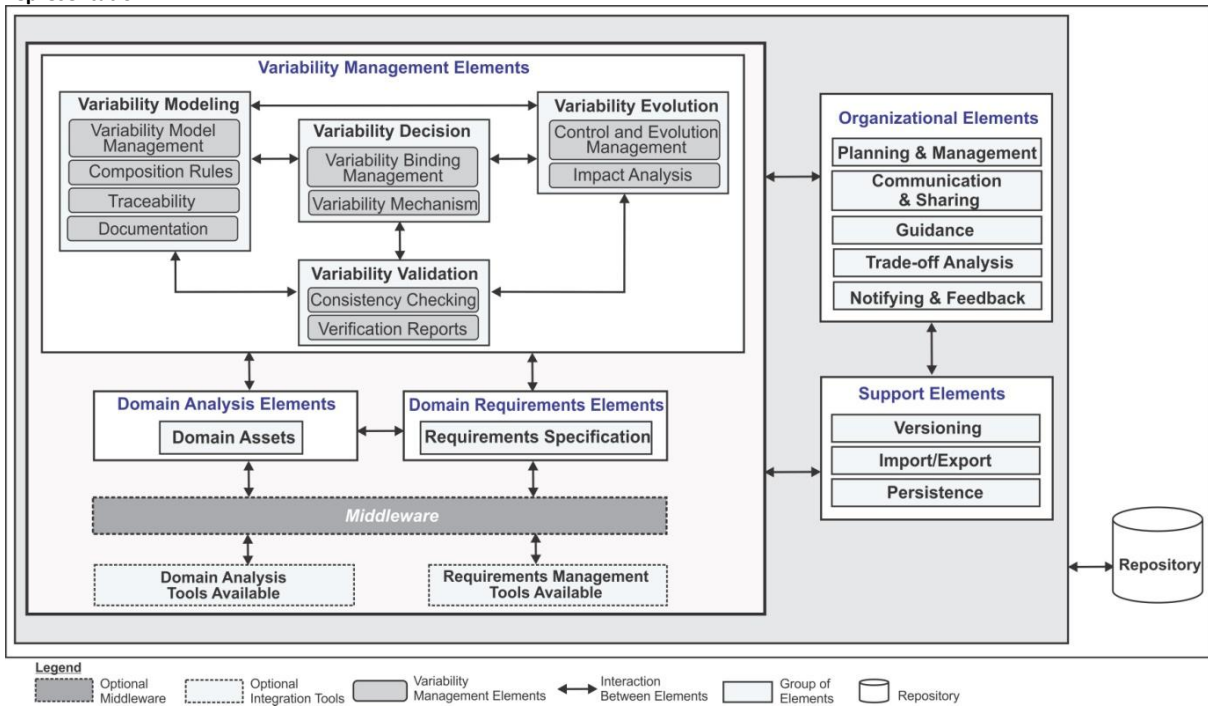 Variability Management Elements
Variability Modeling
Variability Model
Management
Composition Rules
Traceability
Documentation
Variability Decision
Variability Binding
Management
Variability Mechanism
Variability Evolution
Control and Evolution
Management
Impact Analysis
Variability Validation
Consistency Checking
Verification Reports
Domain Analysis Elements
Domain Assets
Domain Requirements Elements
Requirements Specification
Middleware
Domain Analysis
Tools Available
Requirements Management
Tools Available
Organizational Elements
Planning & Management
Communication
& Sharing
Guidance
Trade-off Analysis
Notifying & Feedback
Support Elements
Versioning
Import/Export
Persistence
Repository
Legend
Optional
Middleware
Optional
Integration Tools
Variability
Management Elements
Interaction
Between Elements
Group of
Elements
Repository